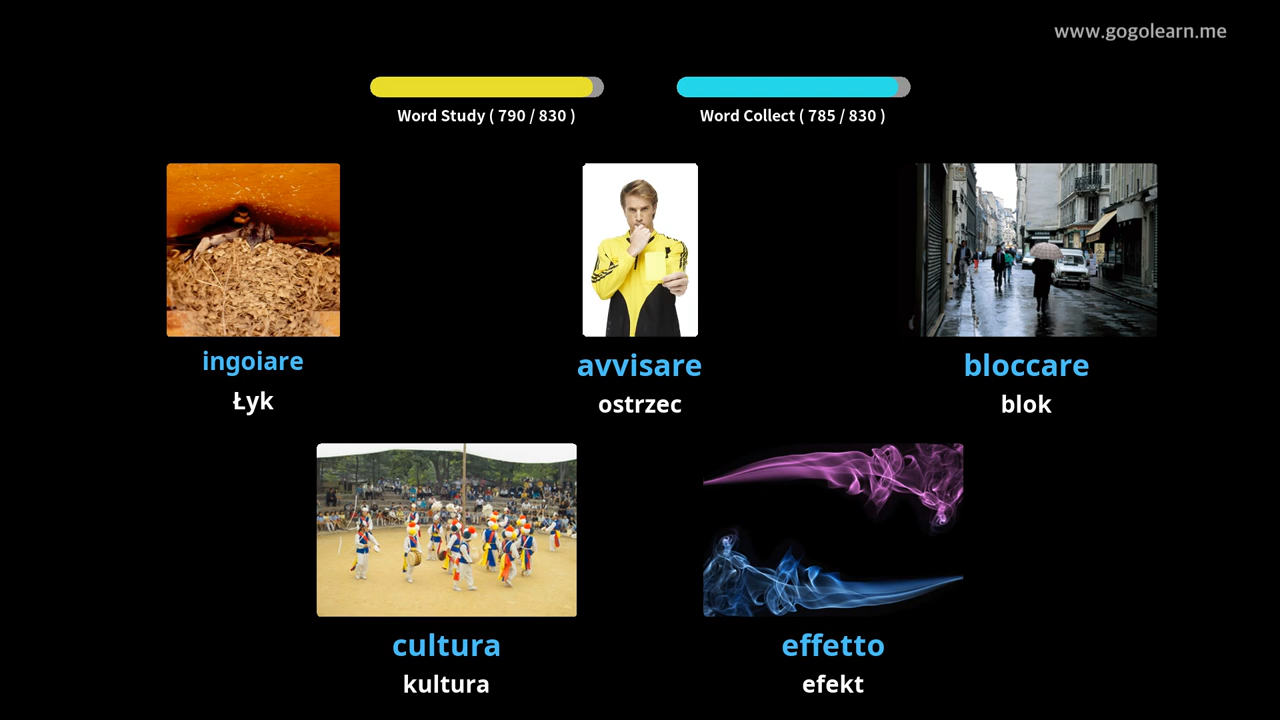 www.gogolearn.me
Word Study ( 790 / 830 )
Word Collect ( 785 / 830 )
ingoiare
Łyk
avvisare
ostrzec
bloccare
blok
cultura
kultura
effetto
efekt